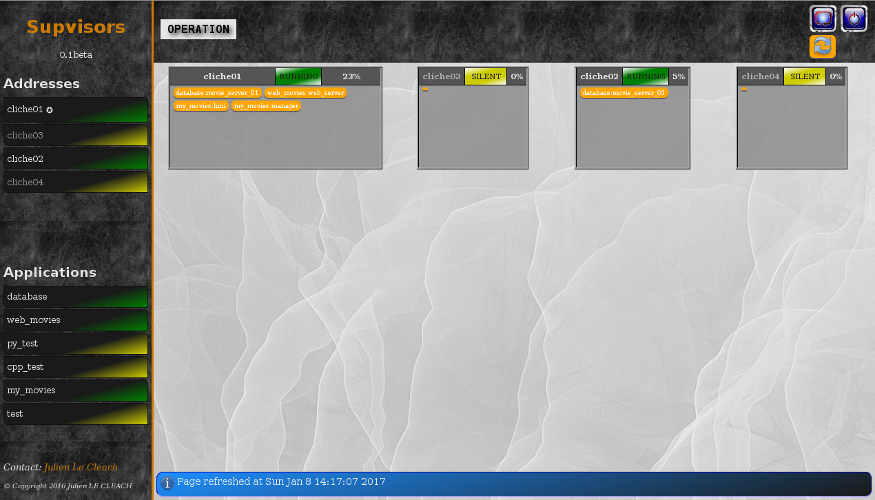 Supvisors
0.1beta
Addresses
cliche01
cliche03
cliche02
cliche04
Applications
database
web_movies
py_test
cpp_test
my_movies
test
Contact: Julien Le Cléach
© Copyright 2016 Julien LE CLEACH
OPERATION
cliche01 RUNNING 23%
database:movie_server_01 web_movies:web_server
my_movies:hmi my_movies:manager
cliche03 SILENT 0%
cliche02 RUNNING 5%
cliche04 SILENT 0%
Page refreshed at Sun Jan 8 14:17:07 2017